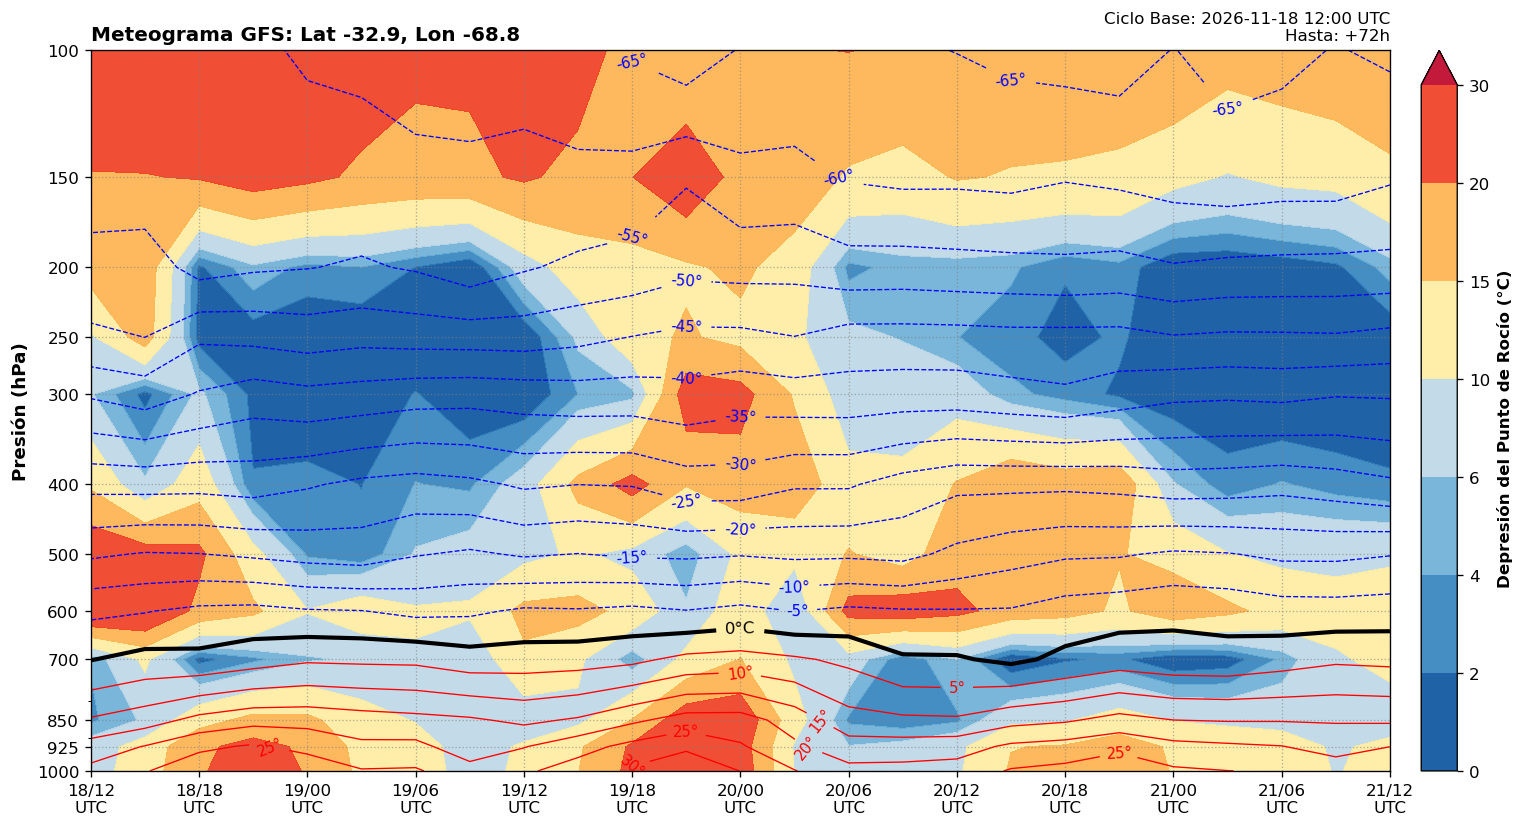 Ciclo Base: 2026-11-18 12:00 UTC
Meteograma GFS: Lat -32.9, Lon -68.8
Hasta: +72h
Presión (hPa)
100
150
200
250
300
400
500
600
700
850
925
1000
-65°
-65°
-65°
-60°
-55°
-50°
-45°
-40°
-35°
-30°
-25°
-20°
-15°
-10°
-5°
0°C
10°
5°
15°
25°
20°
25°
25°
30°
18/12
UTC
18/18
UTC
19/00
UTC
19/06
UTC
19/12
UTC
19/18
UTC
20/00
UTC
20/06
UTC
20/12
UTC
20/18
UTC
21/00
UTC
21/06
UTC
21/12
UTC
30
20
15
10
6
4
2
0
Depresión del Punto de Rocío (°C)